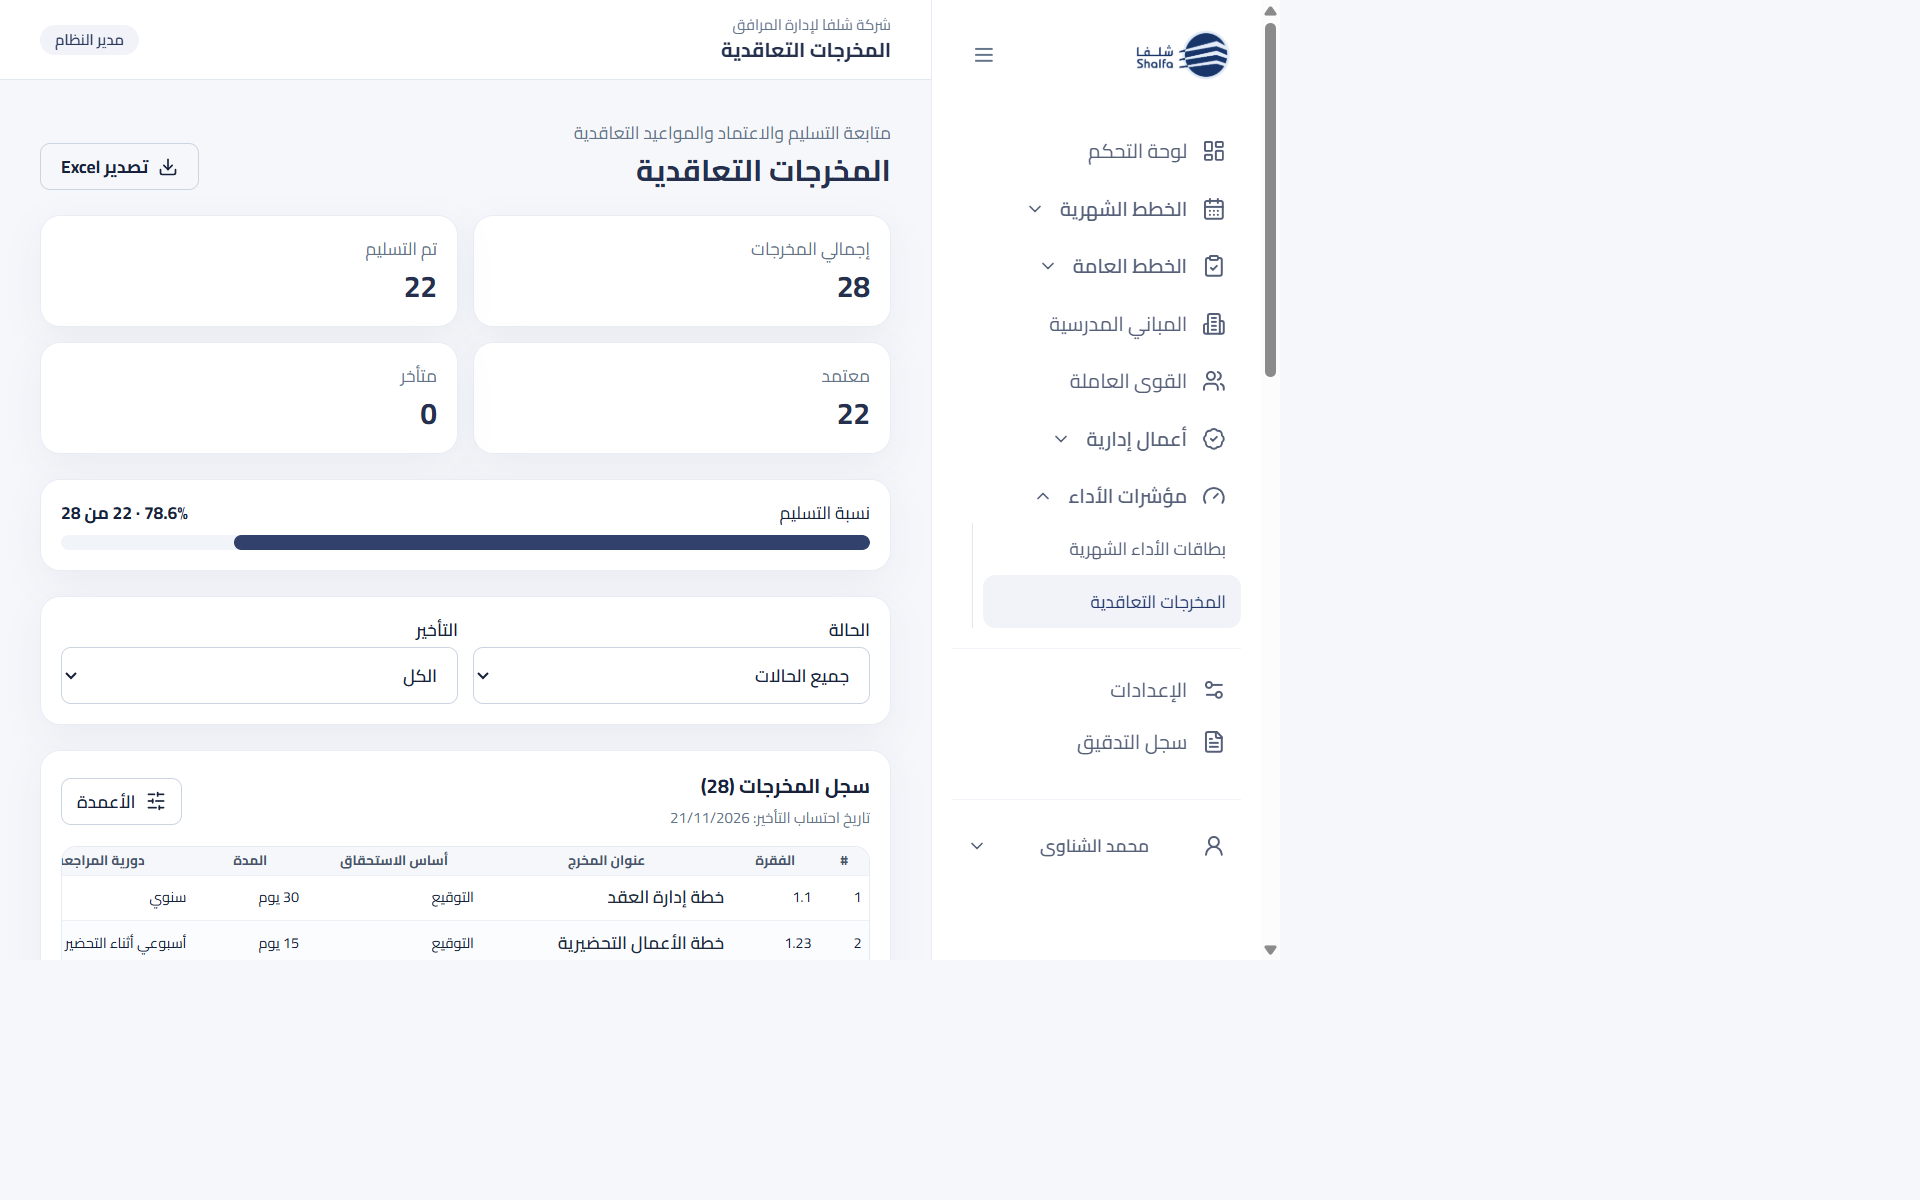 شلفا
Shalfa
لوحة التحكم
الخطط الشهرية
الخطط العامة
المباني المدرسية
القوى العاملة
أعمال إدارية
مؤشرات الأداء
بطاقات الأداء الشهرية
المخرجات التعاقدية
الإعدادات
سجل التدقيق
محمد الشناوى
شركة شلفا لإدارة المرافق
المخرجات التعاقدية
مدير النظام
متابعة التسليم والاعتماد والمواعيد التعاقدية
المخرجات التعاقدية
تصدير Excel
إجمالي المخرجات
28
تم التسليم
22
معتمد
22
متأخر
0
نسبة التسليم
78.6% · 22 من 28
الحالة
جميع الحالات
التأخير
الكل
سجل المخرجات (28)
تاريخ احتساب التأخير: 21/11/2026
الأعمدة
# الفقرة عنوان المخرج أساس الاستحقاق المدة دورية المراجعة
1 1.1 خطة إدارة العقد التوقيع 30 يوم سنوي
2 1.23 خطة الأعمال التحضيرية التوقيع 15 يوم أسبوعي أثناء التحضير